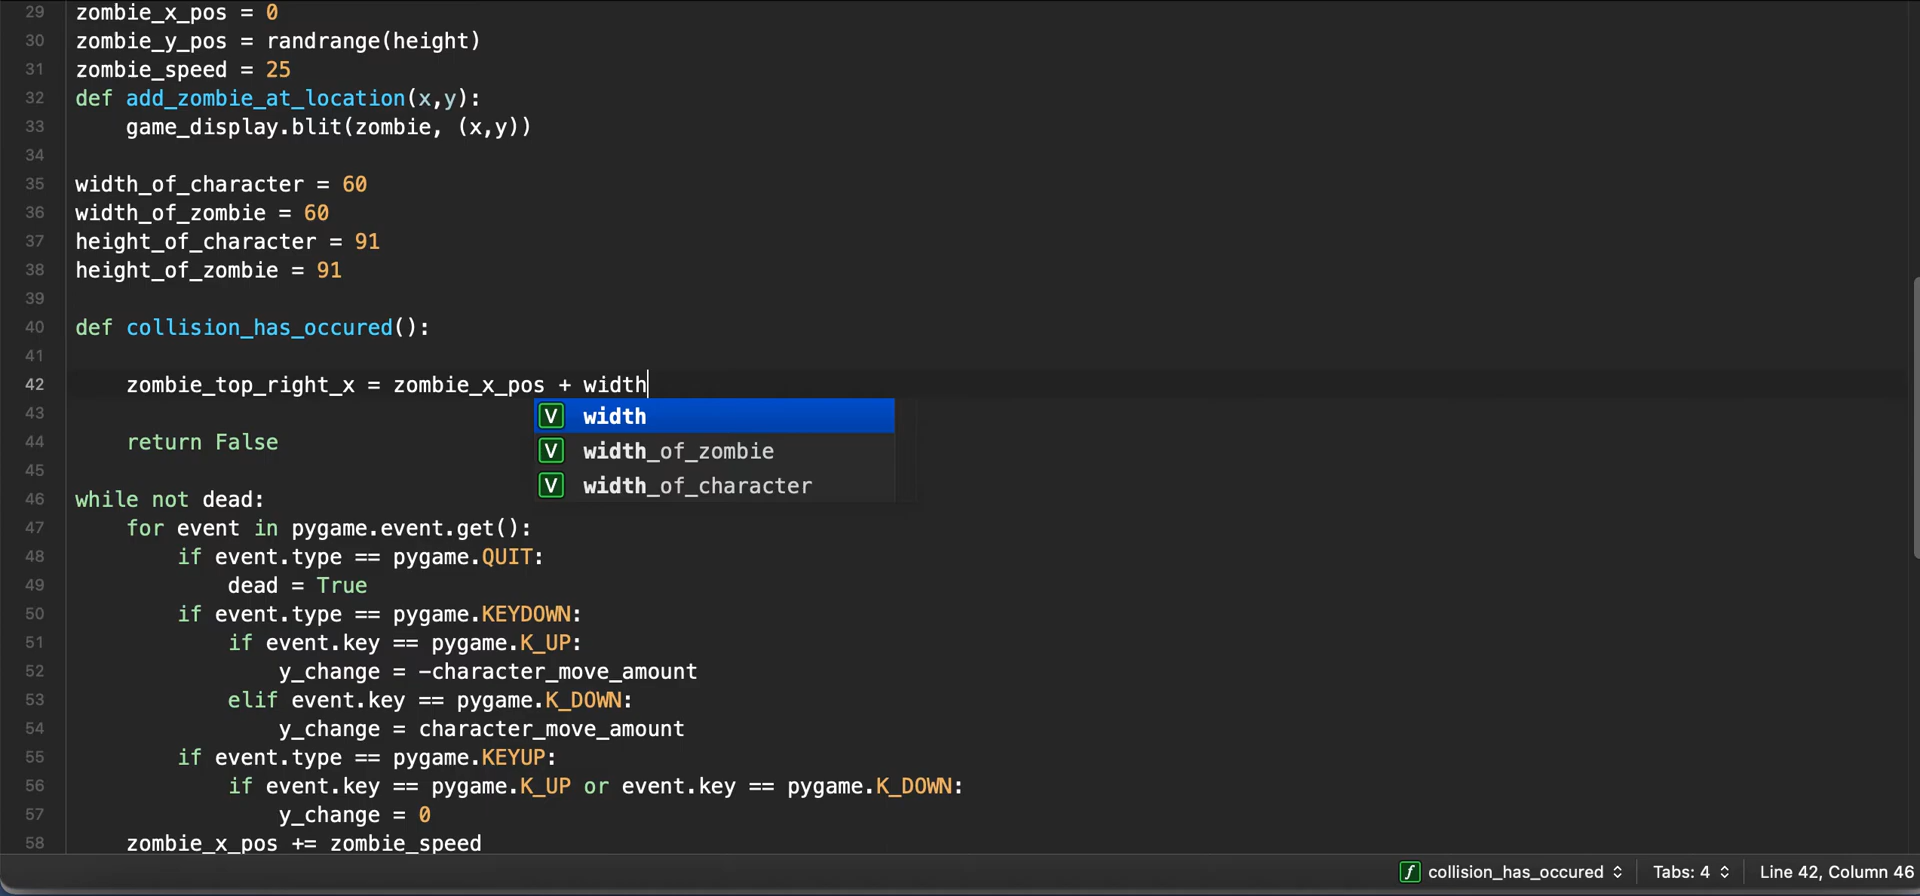 29 zombie_x_pos = 0
30 zombie_y_pos = randrange(height)
31 zombie_speed = 25
32 def add_zombie_at_location(x,y):
33     game_display.blit(zombie, (x,y))
34
35 width_of_character = 60
36 width_of_zombie = 60
37 height_of_character = 91
38 height_of_zombie = 91
39
40 def collision_has_occured():
41
42     zombie_top_right_x = zombie_x_pos + width
43
V width
44     return False
V width_of_zombie
45
V width_of_character
46 while not dead:
47     for event in pygame.event.get():
48         if event.type == pygame.QUIT:
49             dead = True
50         if event.type == pygame.KEYDOWN:
51             if event.key == pygame.K_UP:
52                 y_change = -character_move_amount
53             elif event.key == pygame.K_DOWN:
54                 y_change = character_move_amount
55         if event.type == pygame.KEYUP:
56             if event.key == pygame.K_UP or event.key == pygame.K_DOWN:
57                 y_change = 0
58     zombie_x_pos += zombie_speed
f collision_has_occured Tabs: 4 Line 42, Column 46